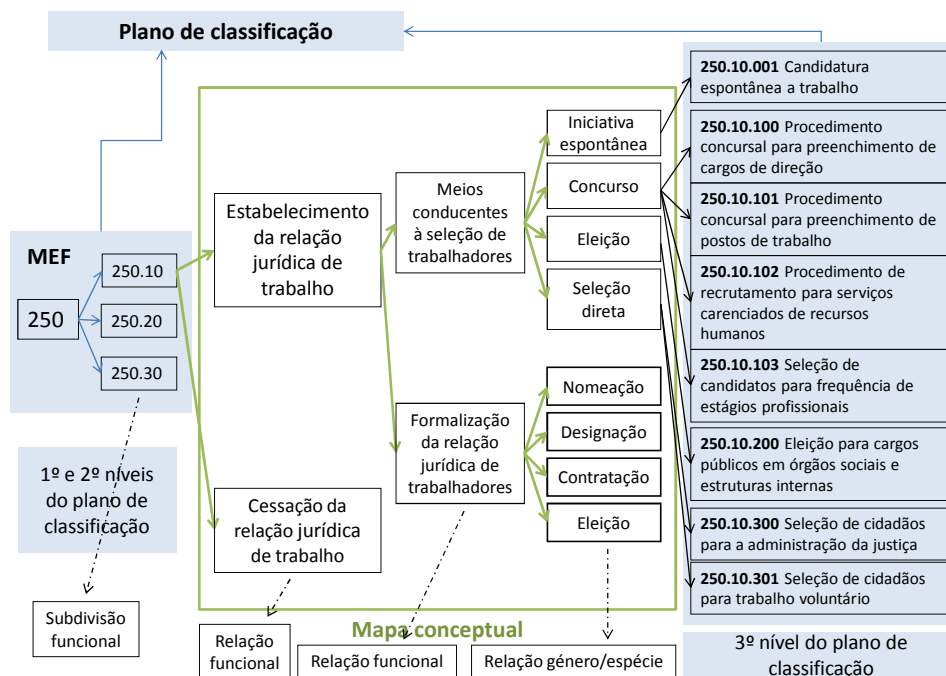 Plano de classificação
MEF
250
250.10
250.20
250.30
1º e 2º níveis
do plano de
classificação
Subdivisão
funcional
Estabelecimento
da relação
jurídica de
trabalho
Cessação da
relação jurídica
de trabalho
Relação
funcional
Meios
conducentes
à seleção de
trabalhadores
Formalização
da relação
jurídica de
trabalhadores
Relação funcional
Iniciativa
espontânea
Concurso
Eleição
Seleção
direta
Nomeação
Designação
Contratação
Eleição
Relação género/espécie
Mapa conceptual
250.10.001 Candidatura
espontânea a trabalho
250.10.100 Procedimento
concursal para preenchimento de
cargos de direção
250.10.101 Procedimento
concursal para preenchimento de
postos de trabalho
250.10.102 Procedimento de
recrutamento para serviços
carenciados de recursos
humanos
250.10.103 Seleção de
candidatos para frequência de
estágios profissionais
250.10.200 Eleição para cargos
públicos em órgãos sociais e
estruturas internas
250.10.300 Seleção de cidadãos
para a administração da justiça
250.10.301 Seleção de cidadãos
para trabalho voluntário
3º nível do plano de
classificação